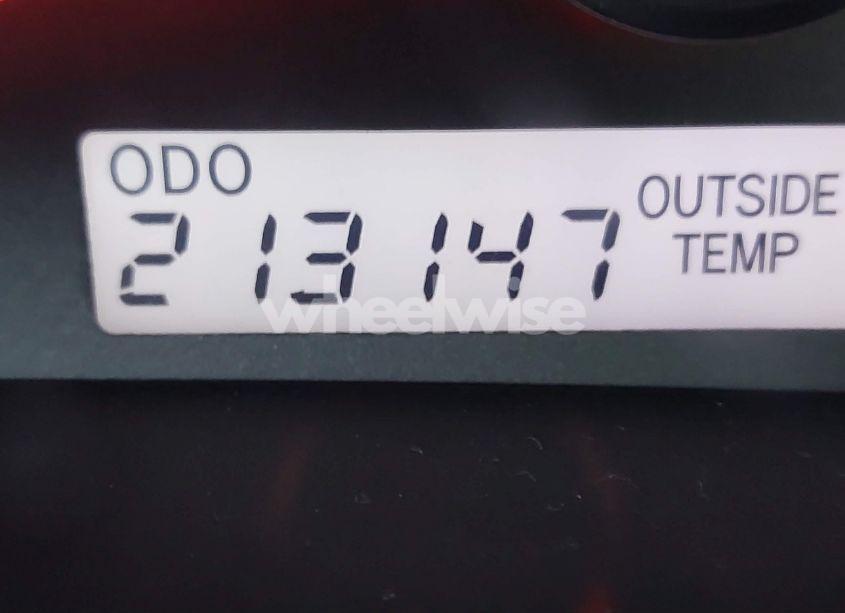 ODO
213147
OUTSIDE
TEMP
wheelwise